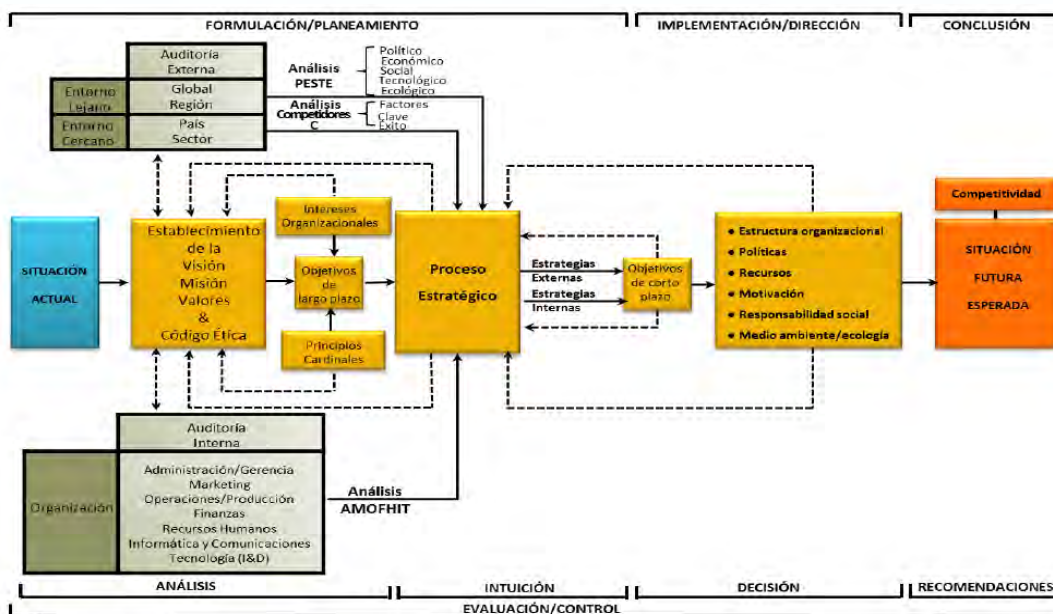 FORMULACIÓN/PLANEAMIENTO
IMPLEMENTACIÓN/DIRECCIÓN
CONCLUSIÓN
Auditoría
Externa
Entorno
Lejano
Global
Región
Entorno
Cercano
País
Sector
Análisis
PESTE
Político
Económico
Social
Tecnológico
Ecológico
Análisis
Competidores
C
Factores
Clave
Éxito
SITUACIÓN
ACTUAL
Establecimiento
de la
Visión
Misión
Valores
&
Código Ética
Intereses
Organizacionales
Objetivos de
largo plazo
Principios
Cardinales
Proceso
Estratégico
Estrategias
Externas
Estrategias
Internas
Objetivos
de corto
plazo
• Estructura organizacional
• Políticas
• Recursos
• Motivación
• Responsabilidad social
• Medio ambiente/ecología
Competitividad
SITUACIÓN
FUTURA
ESPERADA
Auditoría
Interna
Organización
Administración/Gerencia
Marketing
Operaciones/Producción
Finanzas
Recursos Humanos
Informática y Comunicaciones
Tecnología (I&D)
Análisis
AMOFHIT
ANÁLISIS
INTUICIÓN
DECISIÓN
RECOMENDACIONES
EVALUACIÓN/CONTROL